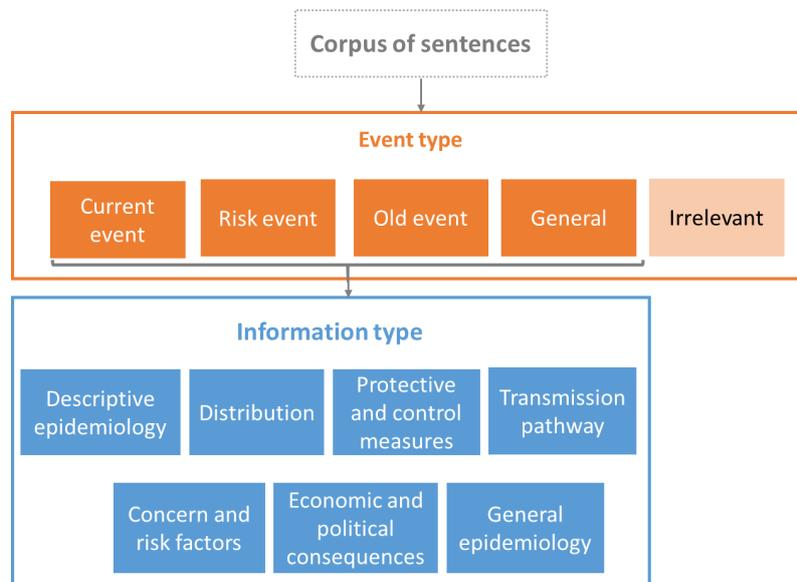 Corpus of sentences
Event type
Current
event
Risk event
Old event
General
Irrelevant
Information type
Descriptive
epidemiology
Distribution
Protective
and control
measures
Transmission
pathway
Concern and
risk factors
Economic and
political
consequences
General
epidemiology